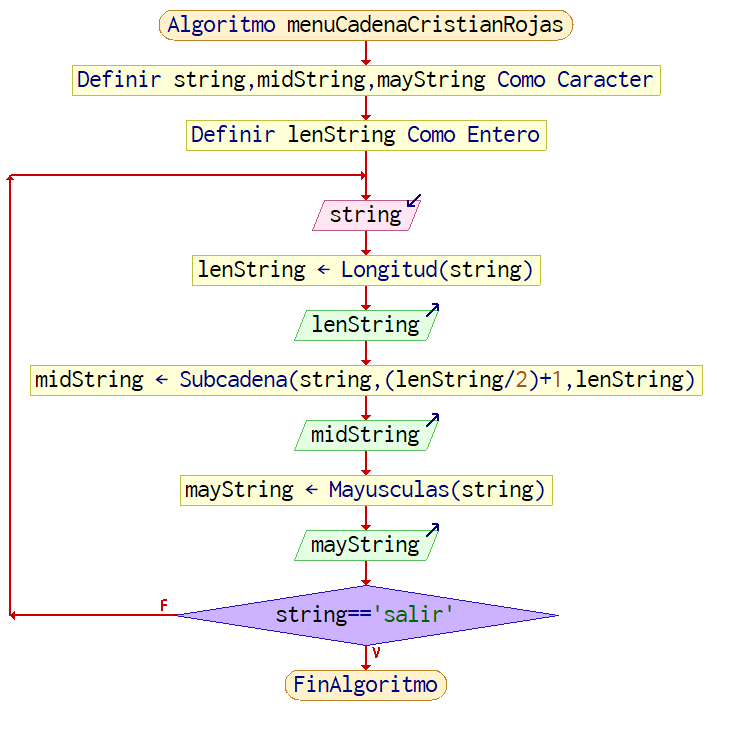 Algoritmo menuCadenaCristianRojas
Definir string,midString,mayString Como Caracter
Definir lenString Como Entero
string
lenString ← Longitud(string)
lenString
midString ← Subcadena(string,(lenString/2)+1,lenString)
midString
mayString ← Mayusculas(string)
mayString
F
string=='salir'
V
FinAlgoritmo